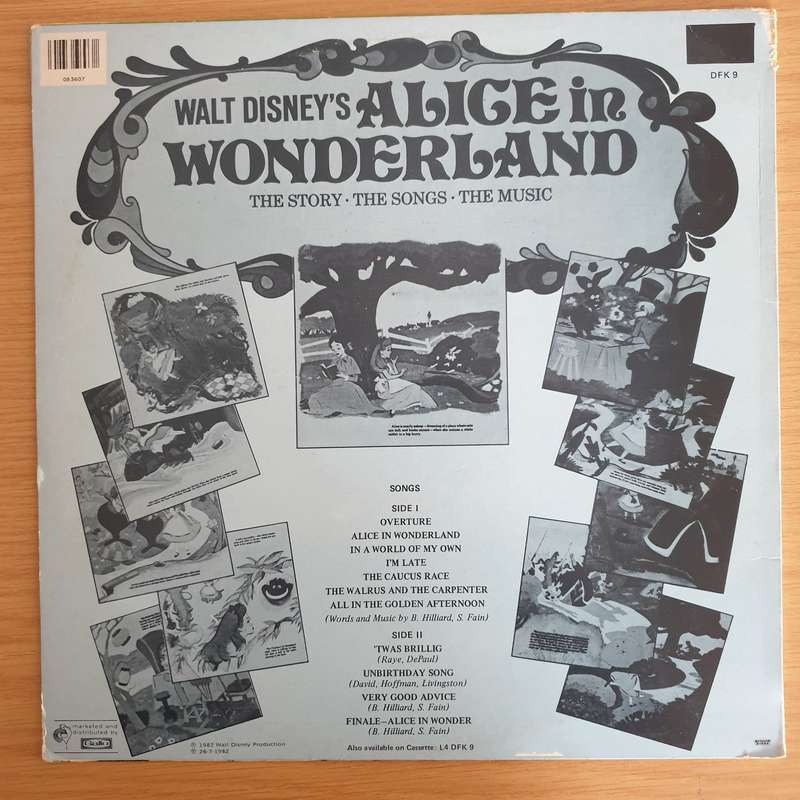 083607
DFK 9
WALT DISNEY'S ALICE in
WONDERLAND
THE STORY · THE SONGS · THE MUSIC
SONGS
SIDE I
OVERTURE
ALICE IN WONDERLAND
IN A WORLD OF MY OWN
I'M LATE
THE CAUCUS RACE
THE WALRUS AND THE CARPENTER
ALL IN THE GOLDEN AFTERNOON
(Words and Music by B. Hilliard, S. Fain)
SIDE II
'TWAS BRILLIG
(Raye, DePaul)
UNBIRTHDAY SONG
(David, Hoffman, Livingston)
VERY GOOD ADVICE
(B. Hilliard, S. Fain)
FINALE—ALICE IN WONDER
(B. Hilliard, S. Fain)
marketed and
distributed by
Gallo
© 1982 Walt Disney Production
℗ 26-7-1982
Also available on Cassette: L4 DFK 9